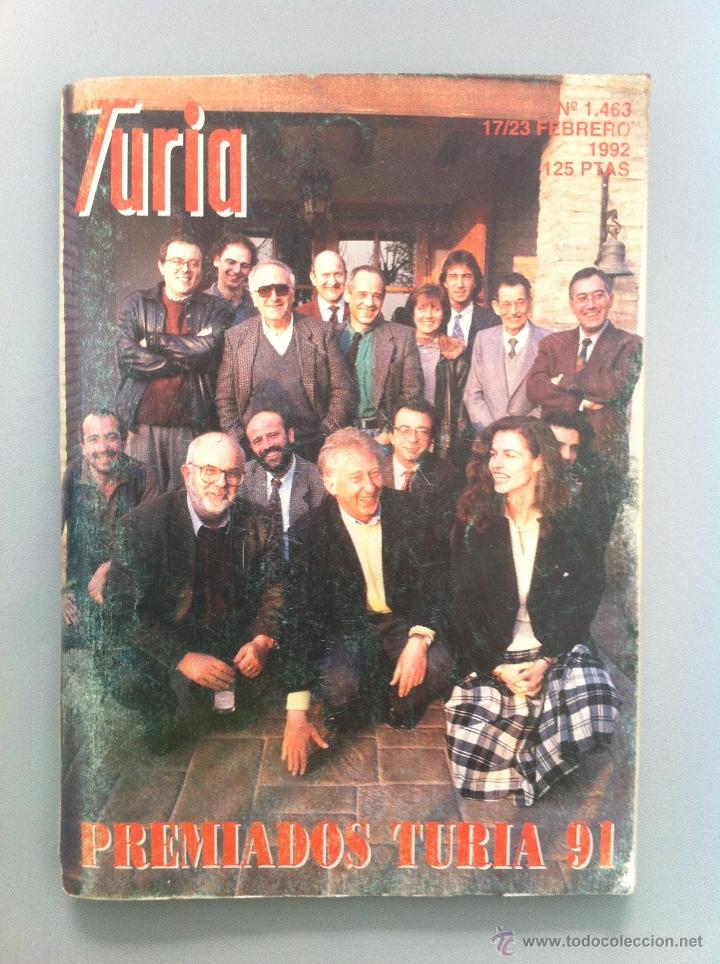 Turia
Nº 1.463
17/23 FEBRERO
1992
125 PTAS
PREMIADOS TURIA 91
www.todocoleccion.net